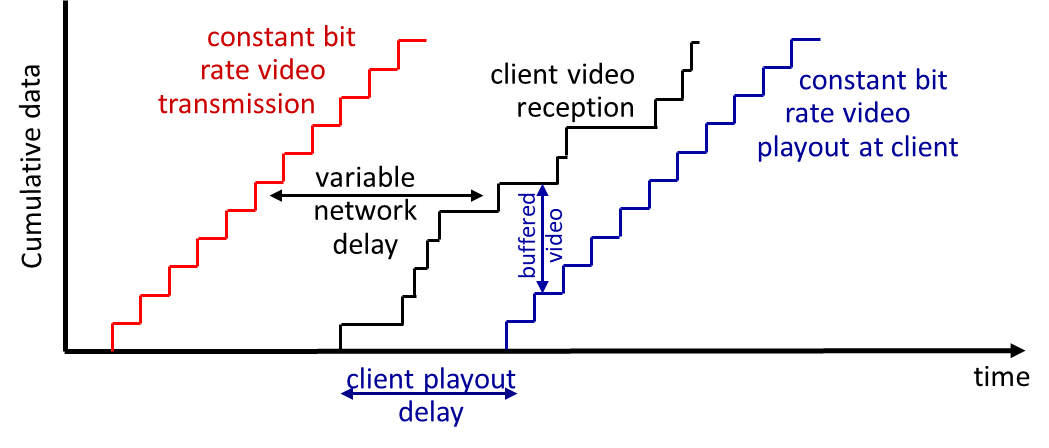 constant bit
rate video
transmission
client video
reception
constant bit
rate video
playout at client
Cumulative data
variable
network
delay
buffered
video
client playout
delay
time